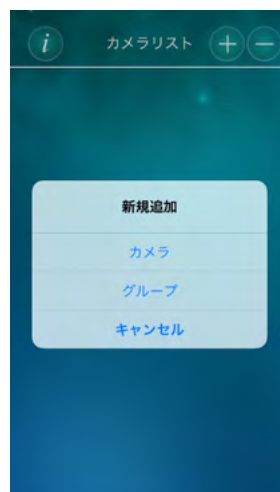 i カメラリスト + −
新規追加
カメラ
グループ
キャンセル